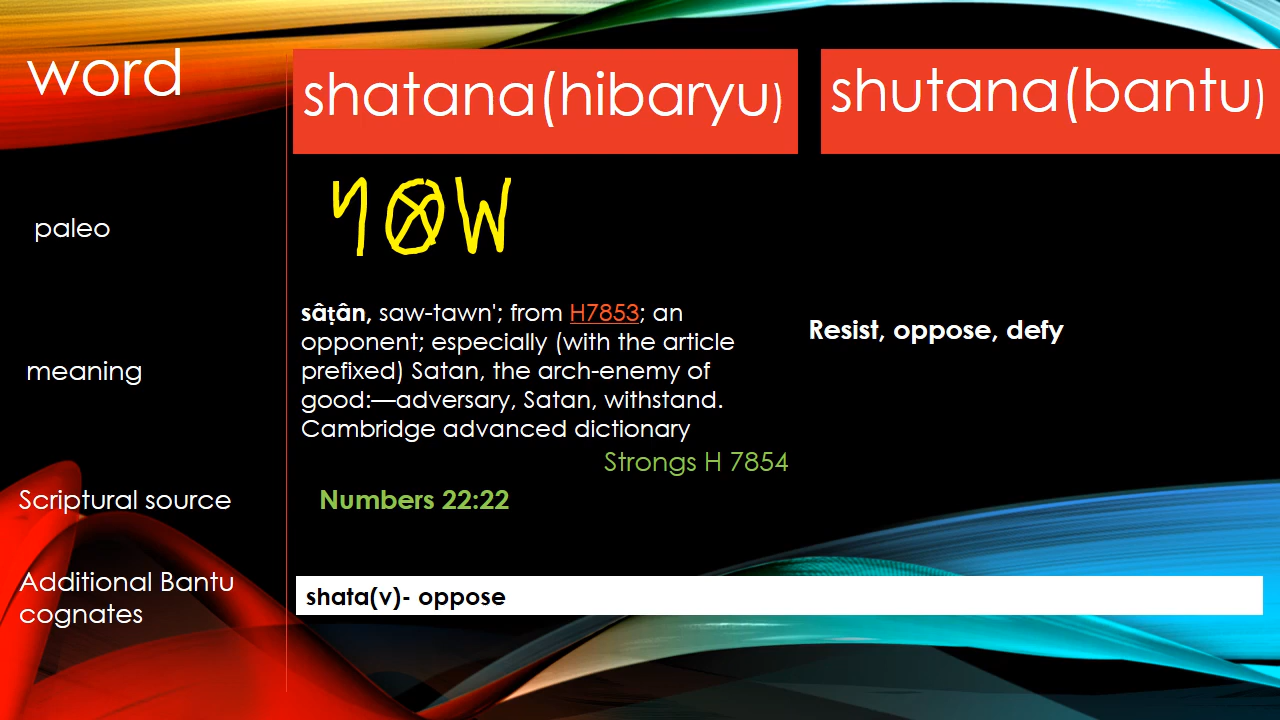 word
shatana(hibaryu)
shutana(bantu)
paleo
𐤔𐤈𐤍
meaning
sâṭân, saw-tawn'; from H7853; an
opponent; especially (with the article
prefixed) Satan, the arch-enemy of
good:—adversary, Satan, withstand.
Cambridge advanced dictionary
Strongs H 7854
Resist, oppose, defy
Scriptural source
Numbers 22:22
Additional Bantu
cognates
shata(v)- oppose